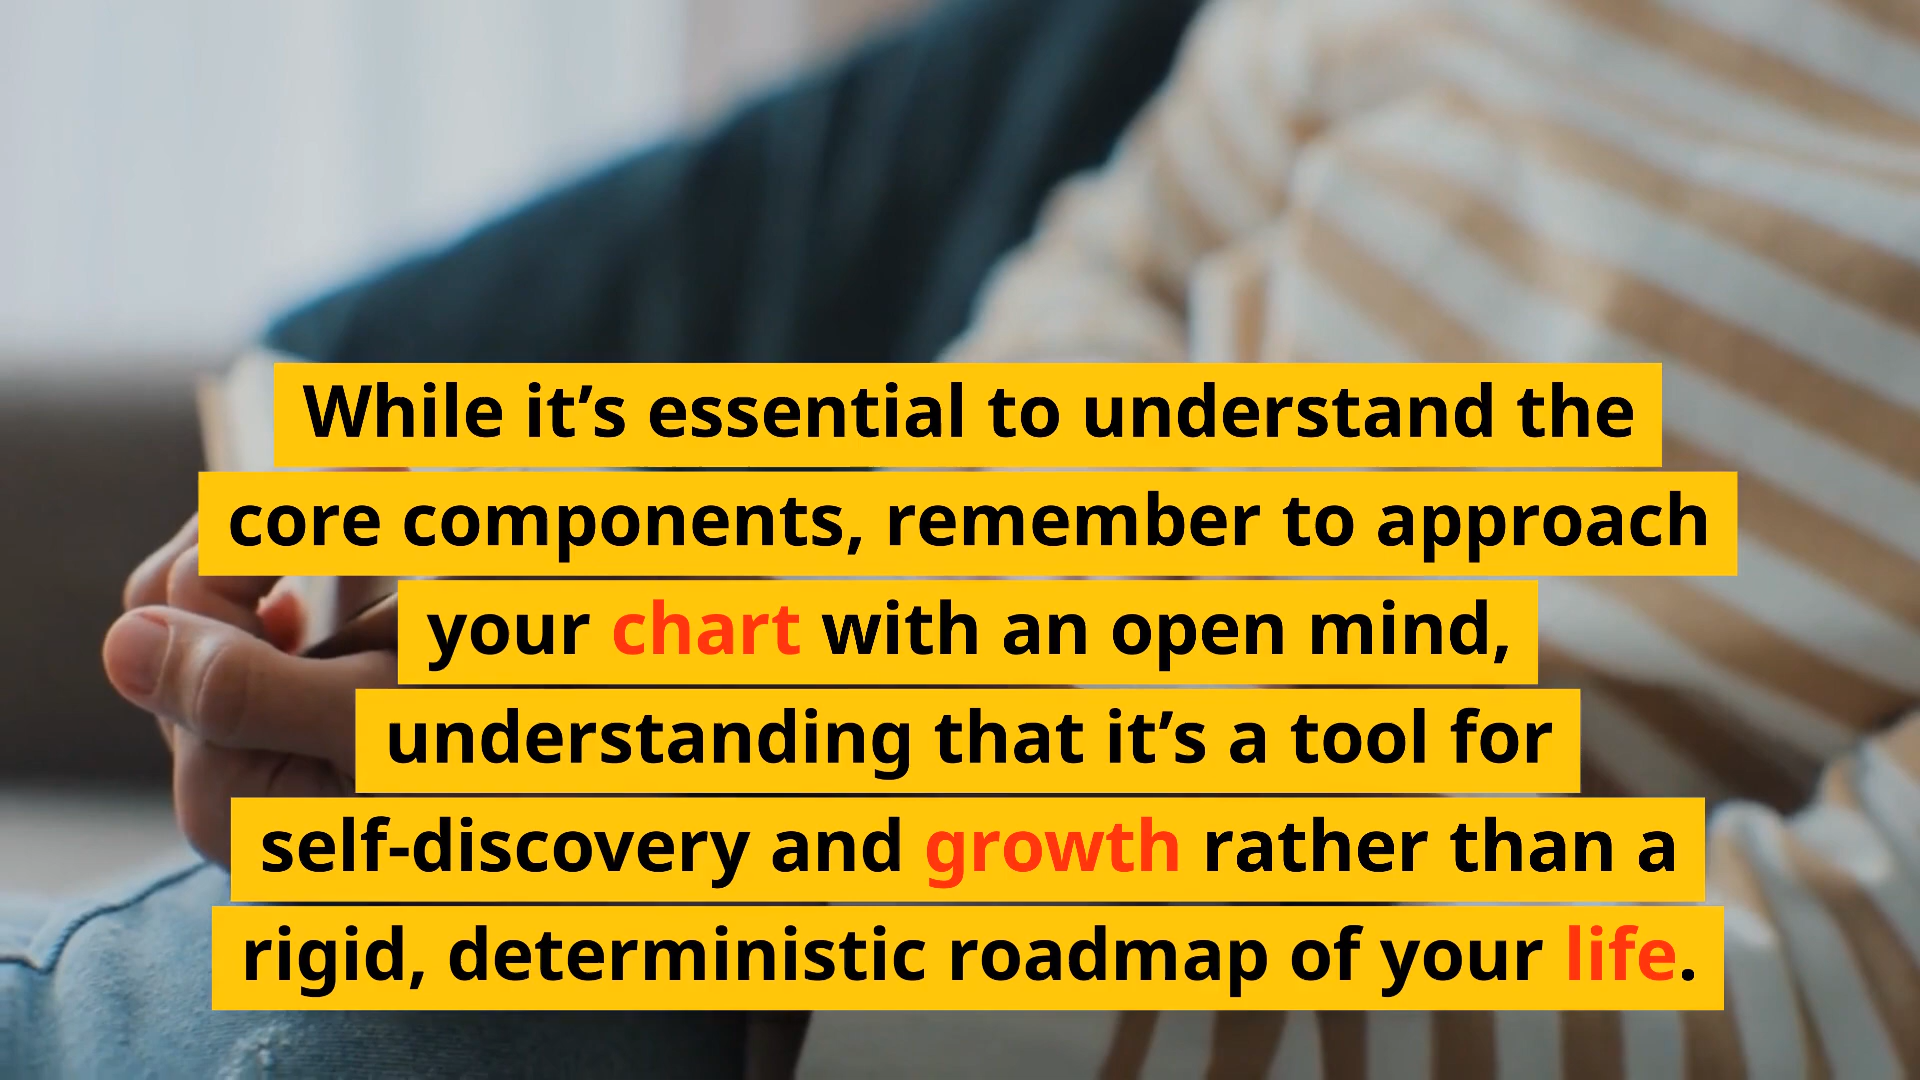 While it’s essential to understand the
core components, remember to approach
your chart with an open mind,
understanding that it’s a tool for
self-discovery and growth rather than a
rigid, deterministic roadmap of your life.